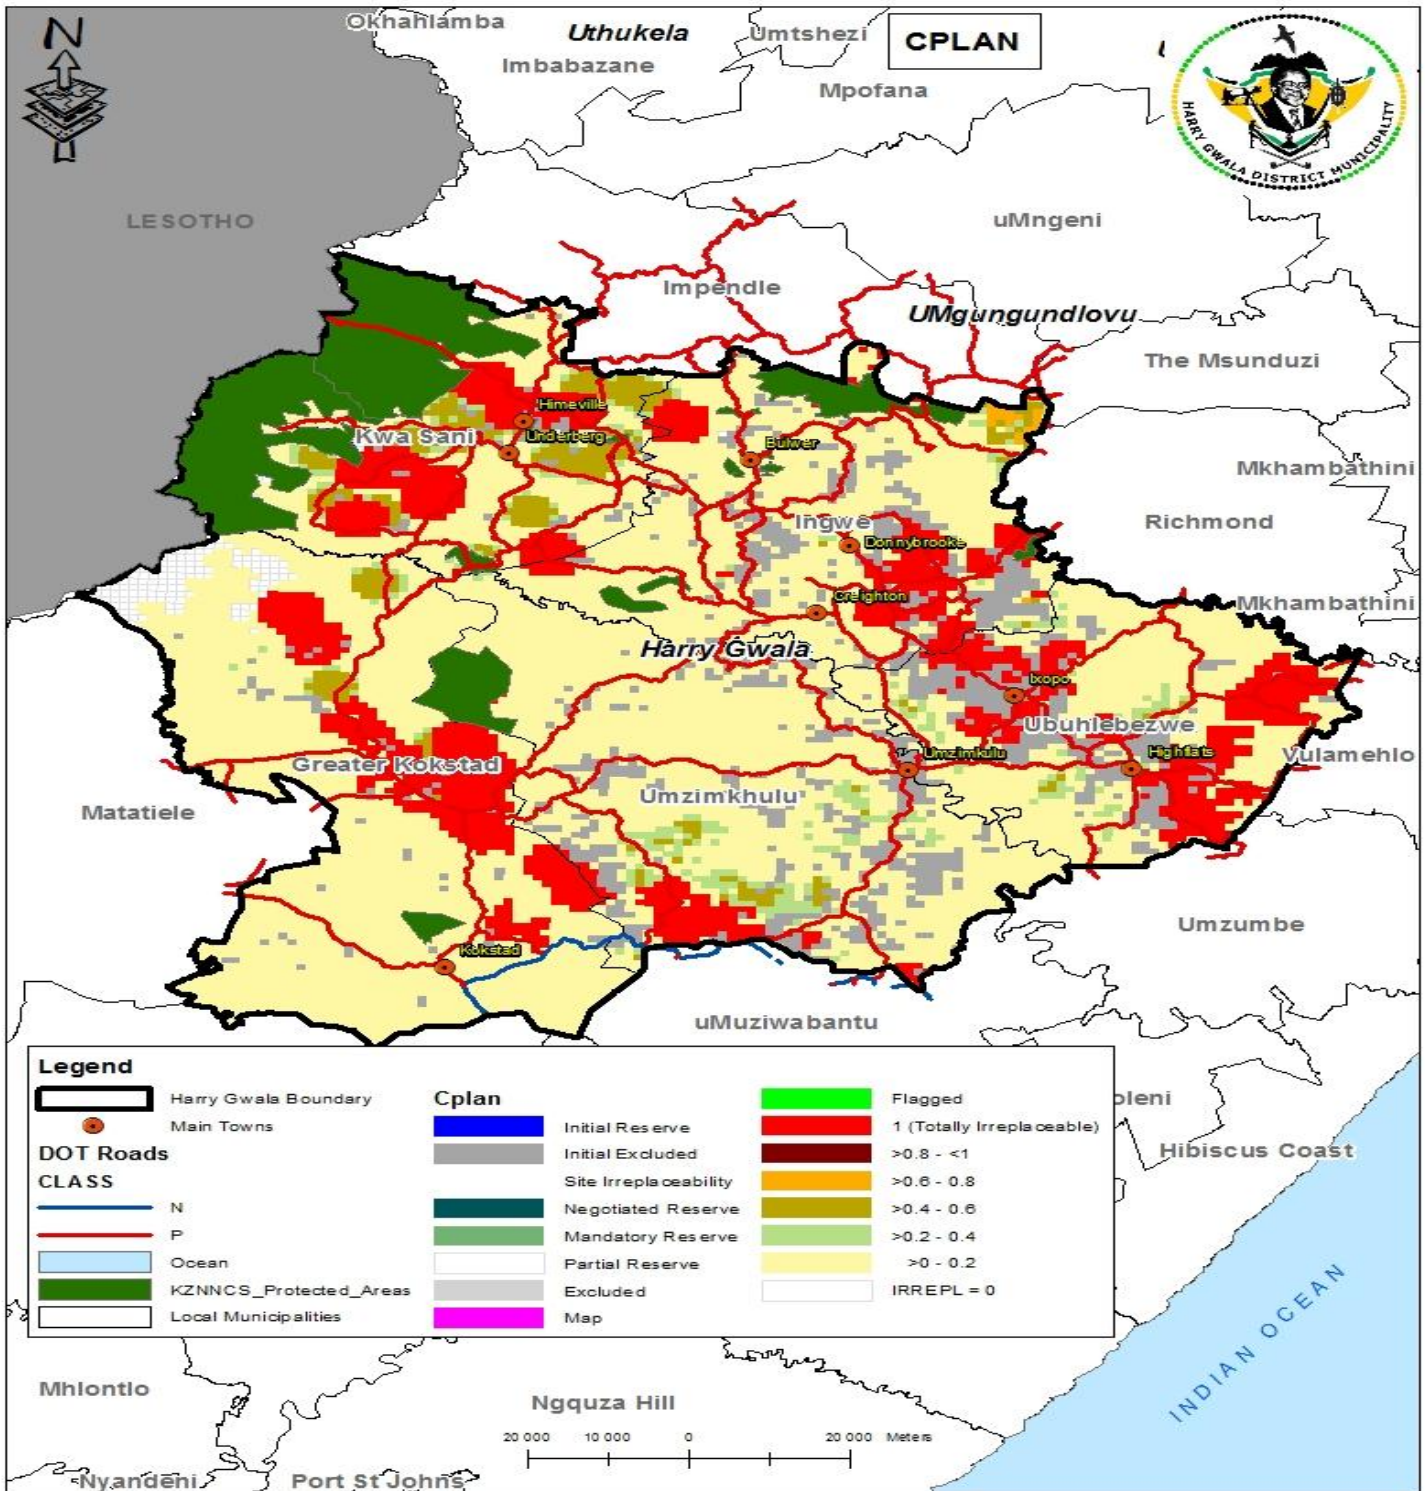 Okhahlamba
Uthukela
Umtshezi
CPLAN
Imbabazane
Mpofana
N
HARRY GWALA DISTRICT MUNICIPALITY
LESOTHO
uMngeni
Impendle
UMgungundlovu
The Msunduzi
'Himeville
Kwa Sani
Underberg
Bulwer
Mkhambathini
Ingwe
Richmond
Donnybrooke
Creighton
Mkhambathini
Harry Gwala
Ixopo
Ubuhlebezwe
Umzimkulu
Highflats
Vulamehlo
Greater Kokstad
Umzimkhulu
Matatiele
Umzumbe
Kokstad
uMuziwabantu
Legend
Harry Gwala Boundary
Main Towns
DOT Roads
CLASS
N
P
Ocean
KZNNCS_Protected_Areas
Local Municipalities
Cplan
Initial Reserve
Initial Excluded
Site Irreplaceability
Negotiated Reserve
Mandatory Reserve
Partial Reserve
Excluded
Map
Flagged
1 (Totally Irreplaceable)
>0.8 - <1
>0.6 - 0.8
>0.4 - 0.6
>0.2 - 0.4
>0 - 0.2
IRREPL = 0
oleni
Hibiscus Coast
INDIAN OCEAN
Mhlontlo
Ngquza Hill
20 000 10 000 0 20 000 Meters
Nyandeni
Port St Johns